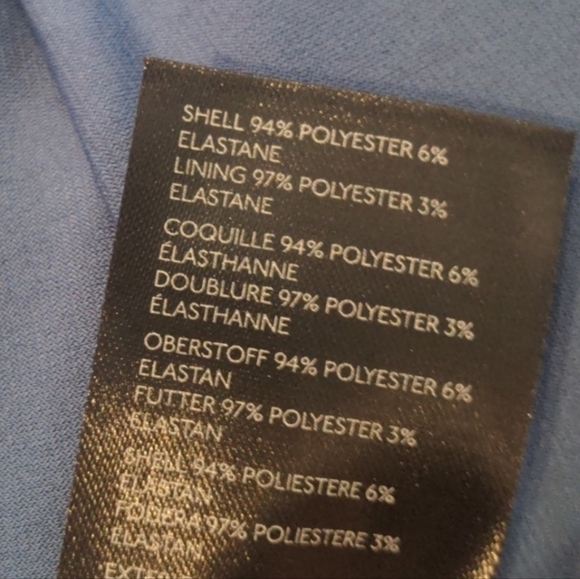 SHELL 94% POLYESTER 6%
ELASTANE
LINING 97% POLYESTER 3%
ELASTANE
COQUILLE 94% POLYESTER 6%
ÉLASTHANNE
DOUBLURE 97% POLYESTER 3%
ÉLASTHANNE
OBERSTOFF 94% POLYESTER 6%
ELASTAN
FUTTER 97% POLYESTER 3%
ELASTAN
SHELL 94% POLIESTERE 6%
ELASTAN
FODERA 97% POLIESTERE 3%
ELASTAN